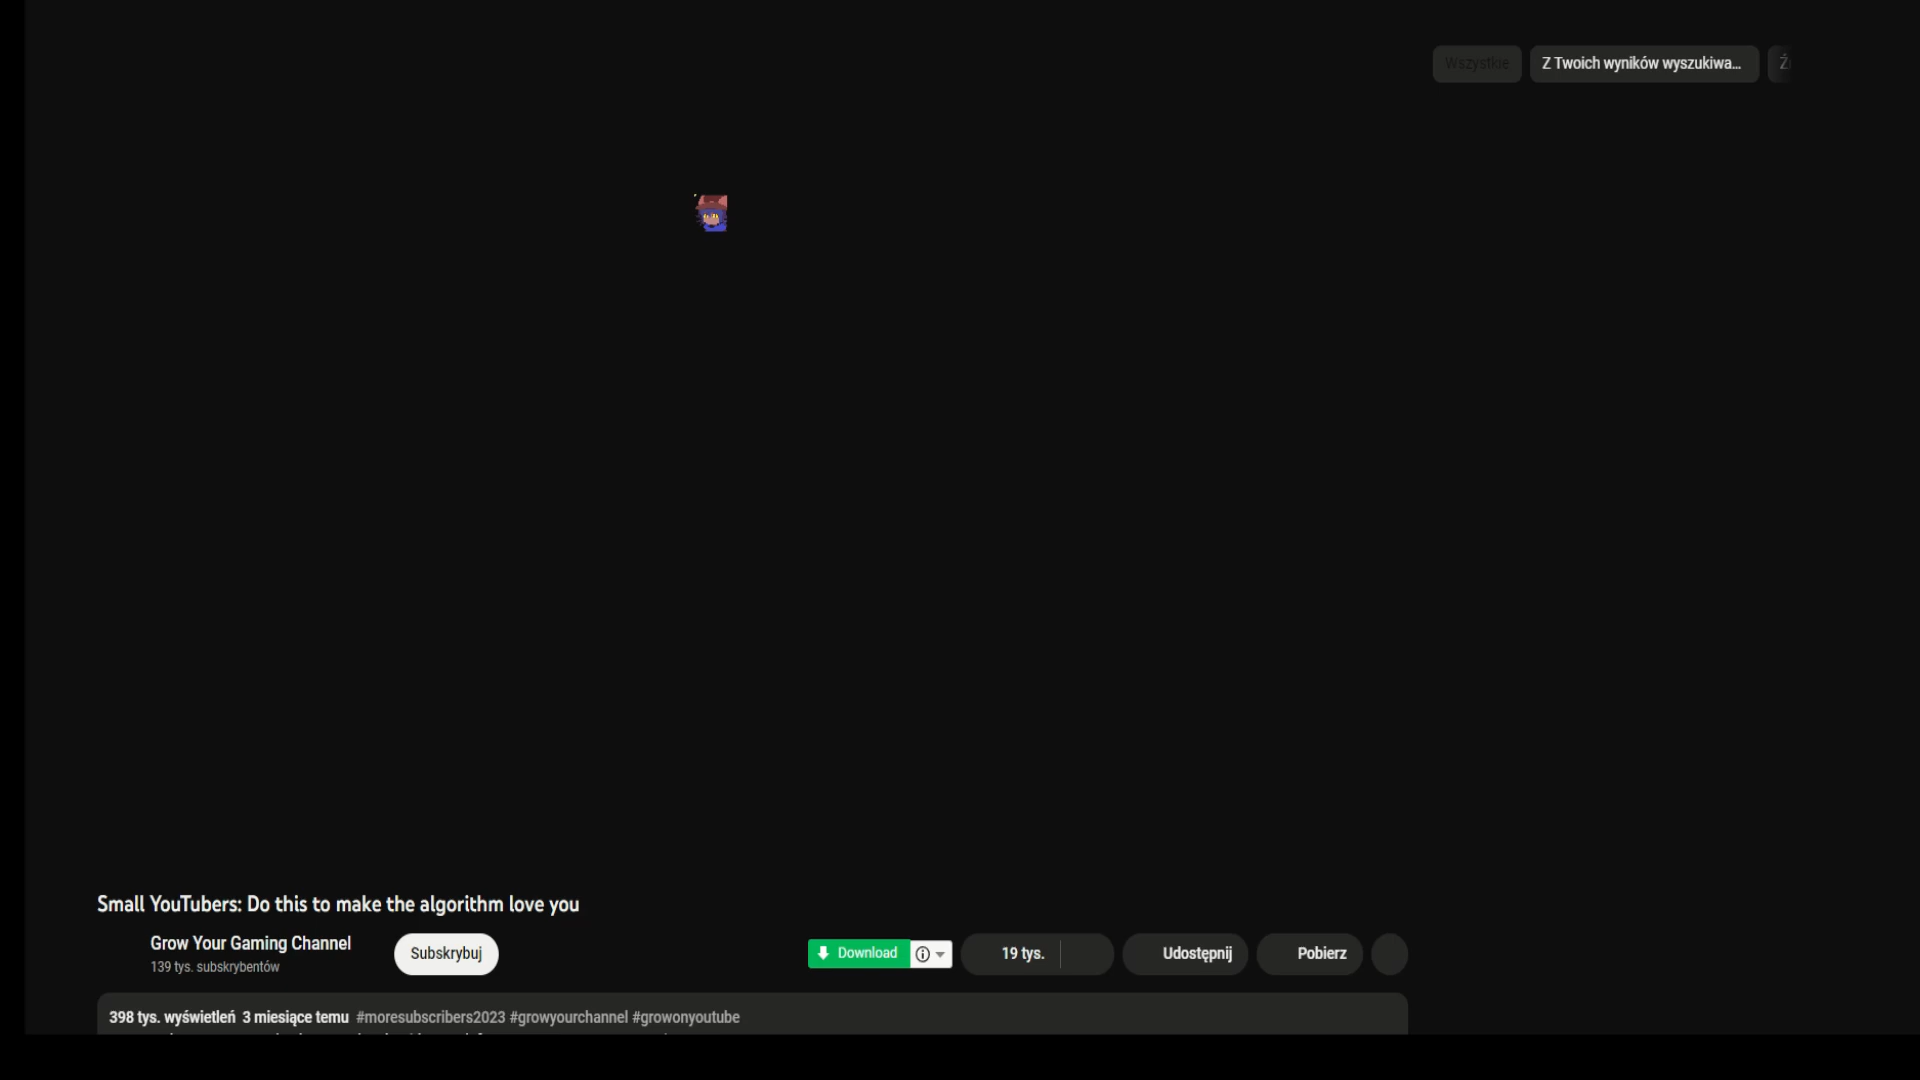 Wszystkie
Z Twoich wyników wyszukiwa...
Small YouTubers: Do this to make the algorithm love you
Grow Your Gaming Channel
139 tys. subskrybentów
Subskrybuj
Download
19 tys.
Udostępnij
Pobierz
398 tys. wyświetleń 3 miesiące temu #moresubscribers2023 #growyourchannel #growonyoutube